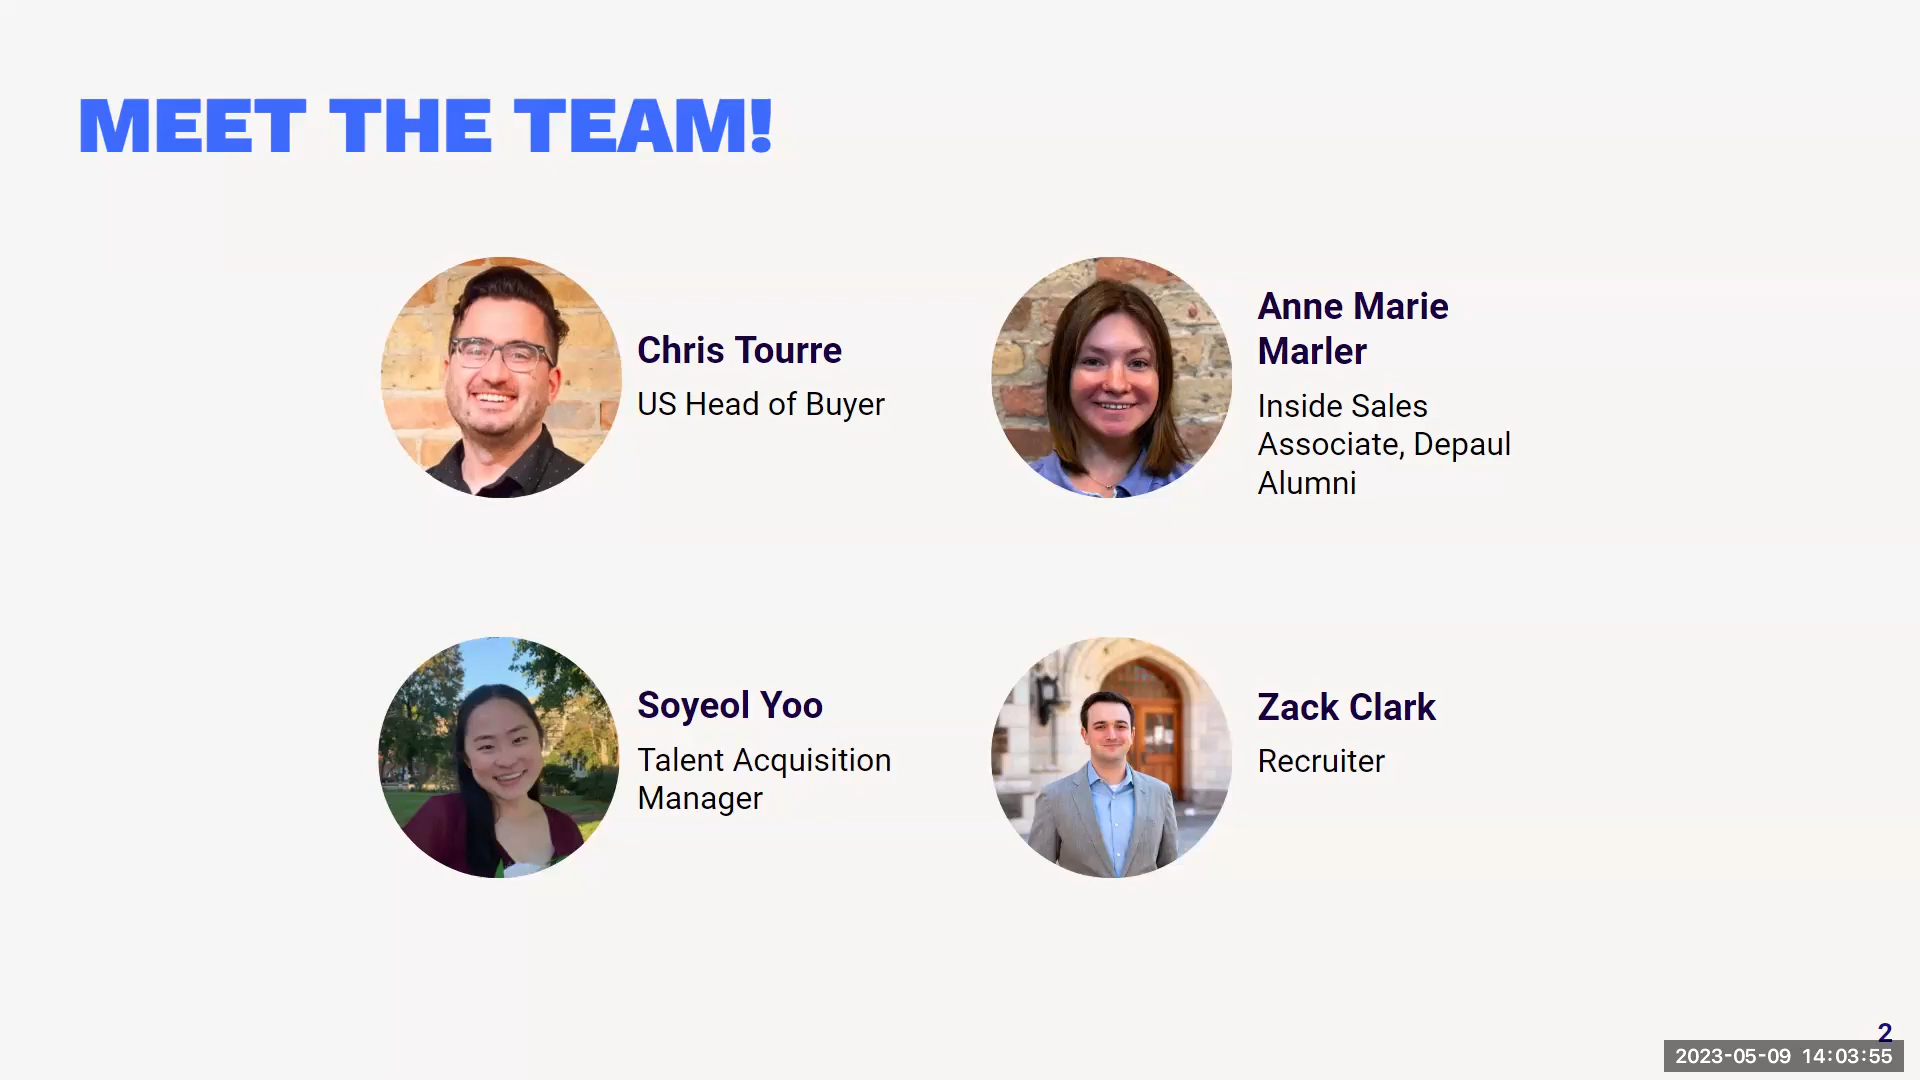 MEET THE TEAM!
Chris Tourre
US Head of Buyer
Anne Marie
Marler
Inside Sales
Associate, Depaul
Alumni
Soyeol Yoo
Talent Acquisition
Manager
Zack Clark
Recruiter
2
2023-05-09 14:03:55